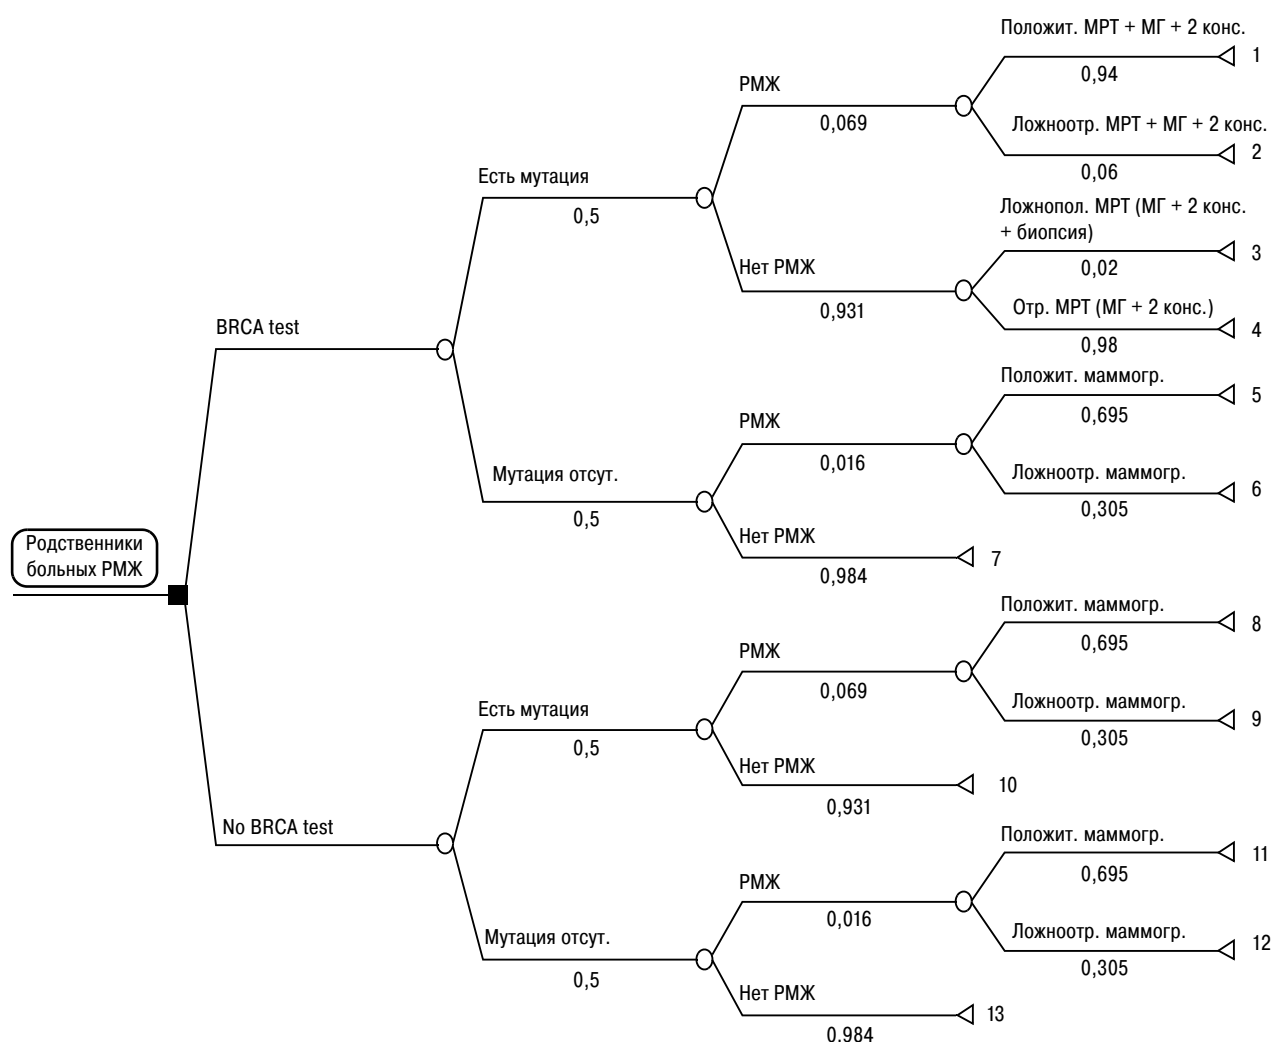 Положит. МРТ + МГ + 2 конс.
1
0,94
РМЖ
0,069
Ложноотр. МРТ + МГ + 2 конс.
2
0,06
Есть мутация
0,5
Ложнопол. МРТ (МГ + 2 конс.
+ биопсия)
3
0,02
Нет РМЖ
0,931
Отр. МРТ (МГ + 2 конс.)
4
0,98
BRCA test
Положит. маммогр.
5
0,695
РМЖ
0,016
Ложноотр. маммогр.
6
0,305
Мутация отсут.
0,5
Нет РМЖ
7
0,984
Родственники
больных РМЖ
Положит. маммогр.
8
0,695
РМЖ
0,069
Ложноотр. маммогр.
9
0,305
Есть мутация
0,5
Нет РМЖ
10
0,931
No BRCA test
Положит. маммогр.
11
0,695
РМЖ
0,016
Ложноотр. маммогр.
12
0,305
Мутация отсут.
0,5
Нет РМЖ
13
0,984